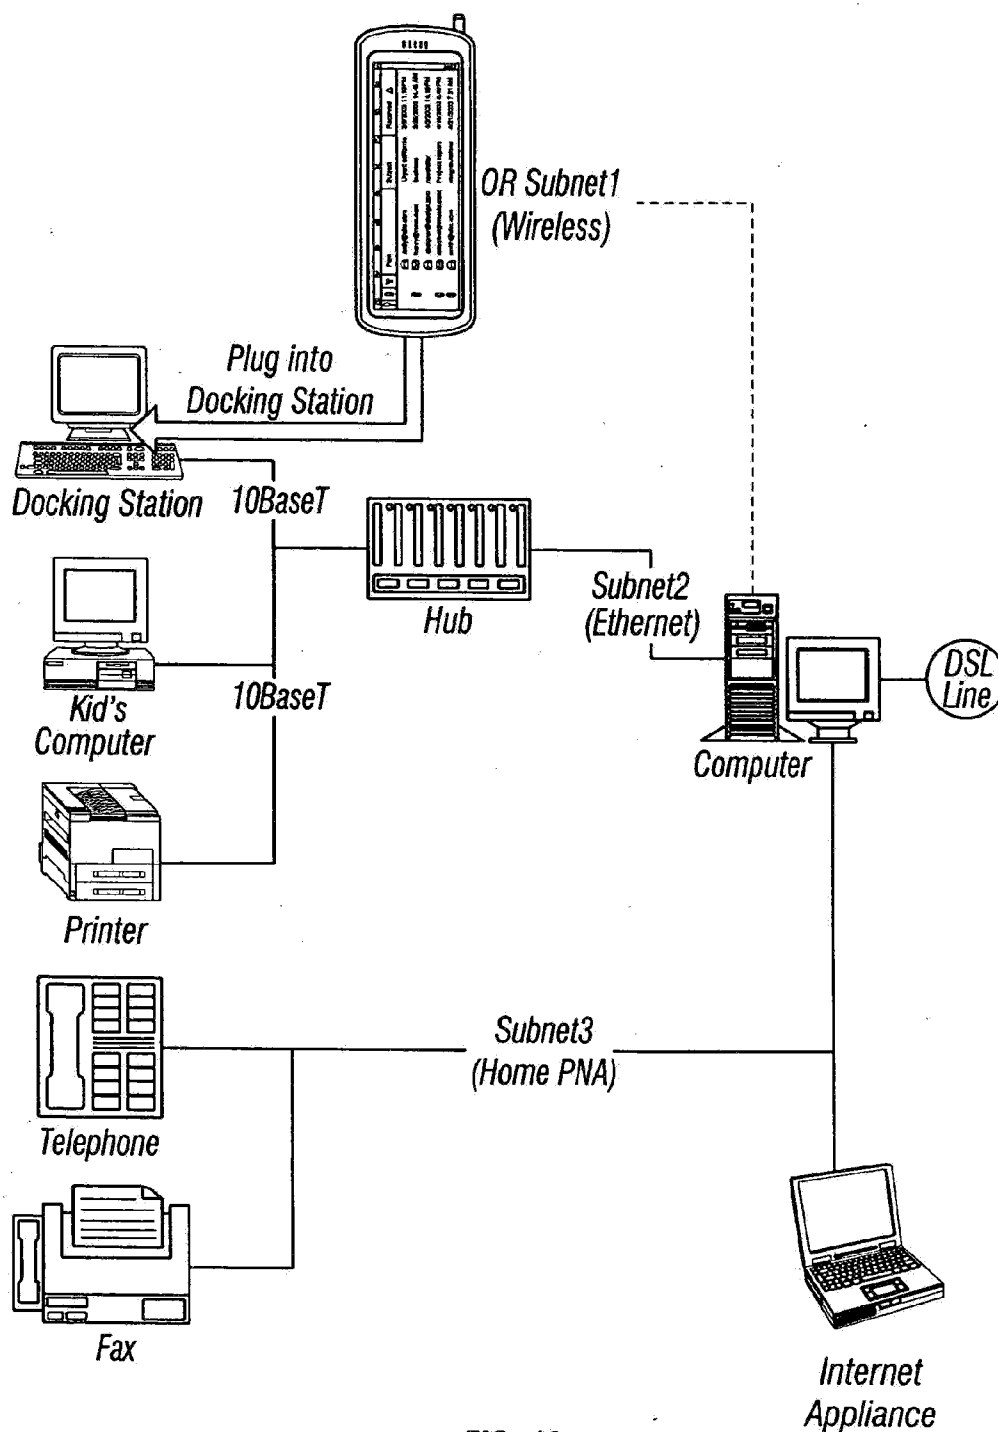 OR Subnet1
(Wireless)
Plug into
Docking Station
Docking Station
10BaseT
Hub
Subnet2
(Ethernet)
Kid's
Computer
10BaseT
DSL
Line
Computer
Printer
Subnet3
(Home PNA)
Telephone
Fax
Internet
Appliance